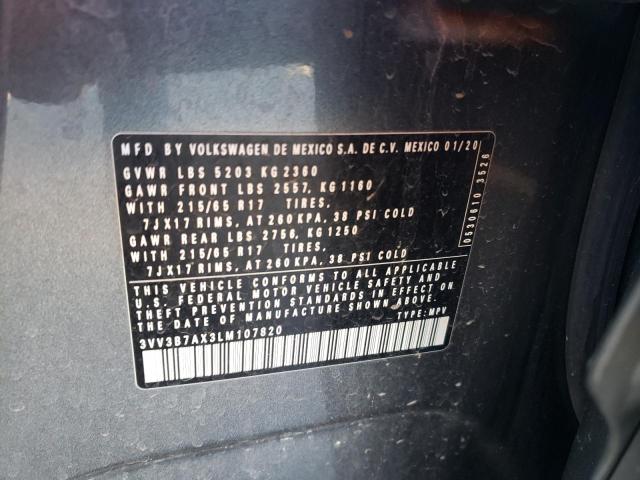 MFD BY VOLKSWAGEN DE MEXICO S.A. DE C.V. MEXICO 01/20
GVWR LBS 5203 KG 2360
GAWR FRONT LBS 2557, KG 1160
WITH 215/65 R17 TIRES,
7JX17 RIMS, AT 260 KPA, 38 PSI COLD
GAWR REAR LBS 2756, KG 1250
WITH 215/65 R17 TIRES,
7JX17 RIMS, AT 260 KPA, 38 PSI COLD
THIS VEHICLE CONFORMS TO ALL APPLICABLE
U.S. FEDERAL MOTOR VEHICLE SAFETY AND
THEFT PREVENTION STANDARDS IN EFFECT ON
THE DATE OF MANUFACTURE SHOWN ABOVE.
3VV3B7AX3LM107820 TYPE: MPV
0530610 3526